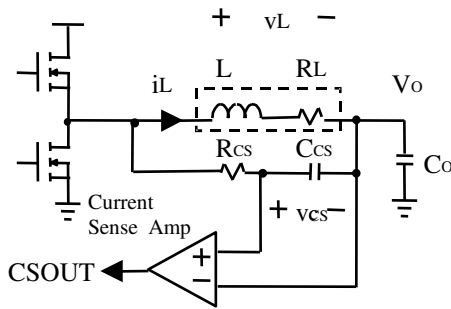 + vL −
iL L RL VO
RCS CCS
CO
+ vcs −
Current
Sense Amp
+
CSOUT
−